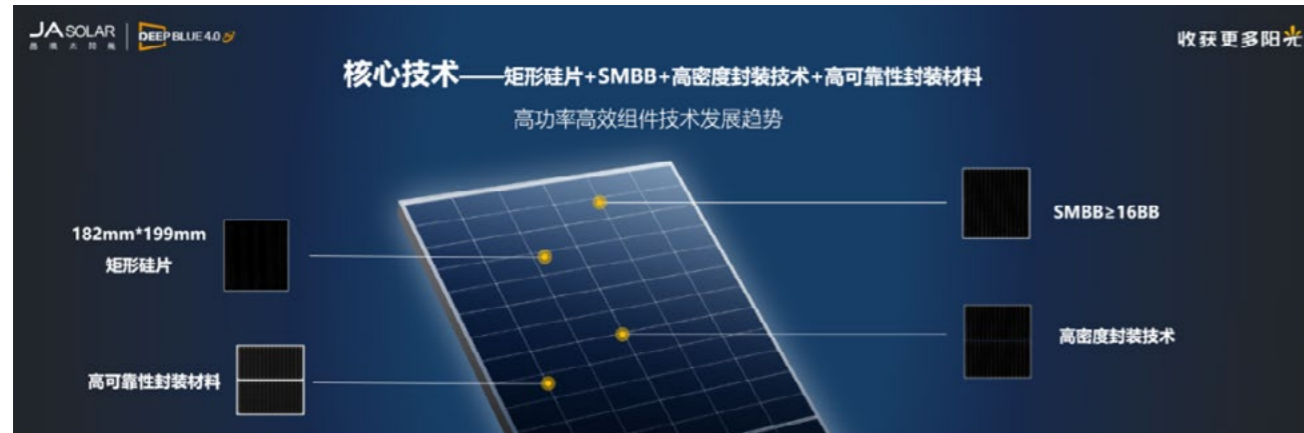 JA SOLAR
晶澳太阳能
DEEP BLUE 4.0
收获更多阳光
核心技术——矩形硅片+SMBB+高密度封装技术+高可靠性封装材料
高功率高效组件技术发展趋势
182mm*199mm
矩形硅片
高可靠性封装材料
SMBB≥16BB
高密度封装技术